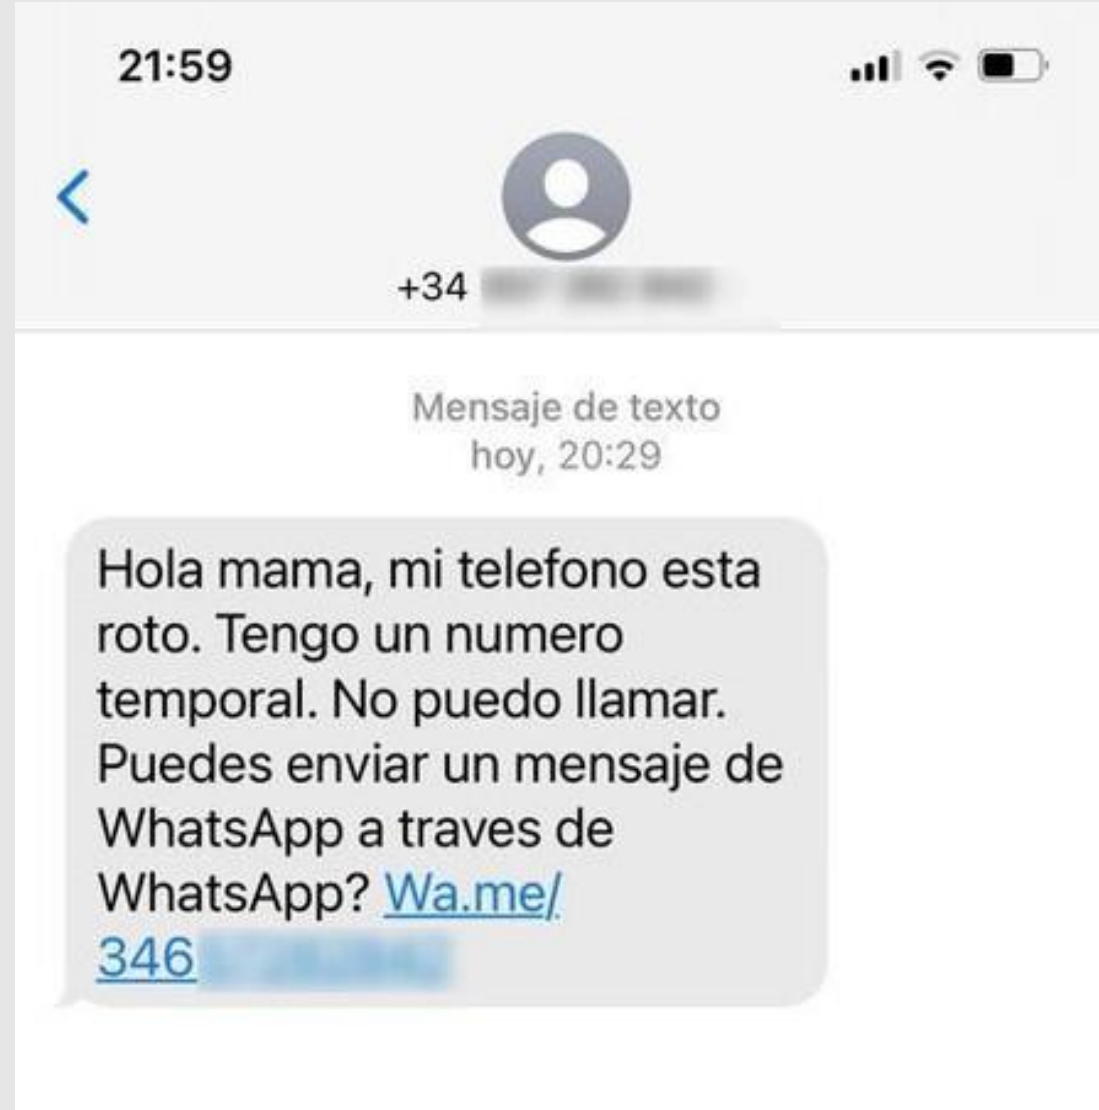 21:59
+34
Mensaje de texto
hoy, 20:29
Hola mama, mi telefono esta
roto. Tengo un numero
temporal. No puedo llamar.
Puedes enviar un mensaje de
WhatsApp a traves de
WhatsApp? Wa.me/
346